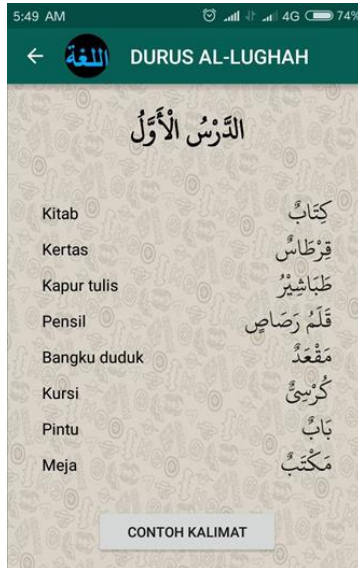 5:49 AM 4G 74%
اللغة DURUS AL-LUGHAH
الدَّرْسُ الْأَوَّلُ
Kitab كِتَابٌ
Kertas قِرْطَاسٌ
Kapur tulis طَبَاشِيْرُ
Pensil قَلَمُ رَصَاصٍ
Bangku duduk مَقْعَدٌ
Kursi كُرْسِيٌّ
Pintu بَابٌ
Meja مَكْتَبٌ
CONTOH KALIMAT